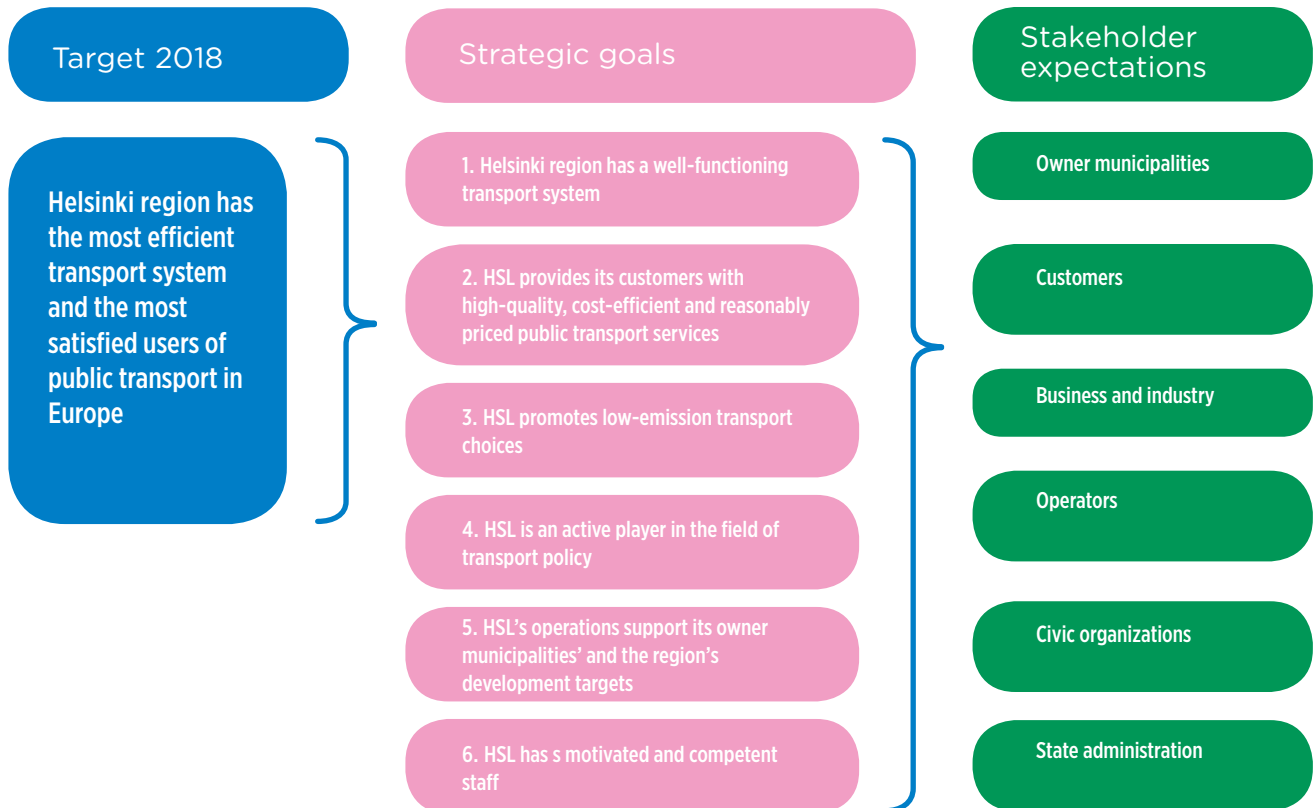 Target 2018
Helsinki region has
the most efficient
transport system
and the most
satisfied users of
public transport in
Europe
Strategic goals
1. Helsinki region has a well-functioning
transport system
2. HSL provides its customers with
high-quality, cost-efficient and reasonably
priced public transport services
3. HSL promotes low-emission transport
choices
4. HSL is an active player in the field of
transport policy
5. HSL’s operations support its owner
municipalities’ and the region’s
development targets
6. HSL has s motivated and competent
staff
Stakeholder
expectations
Owner municipalities
Customers
Business and industry
Operators
Civic organizations
State administration